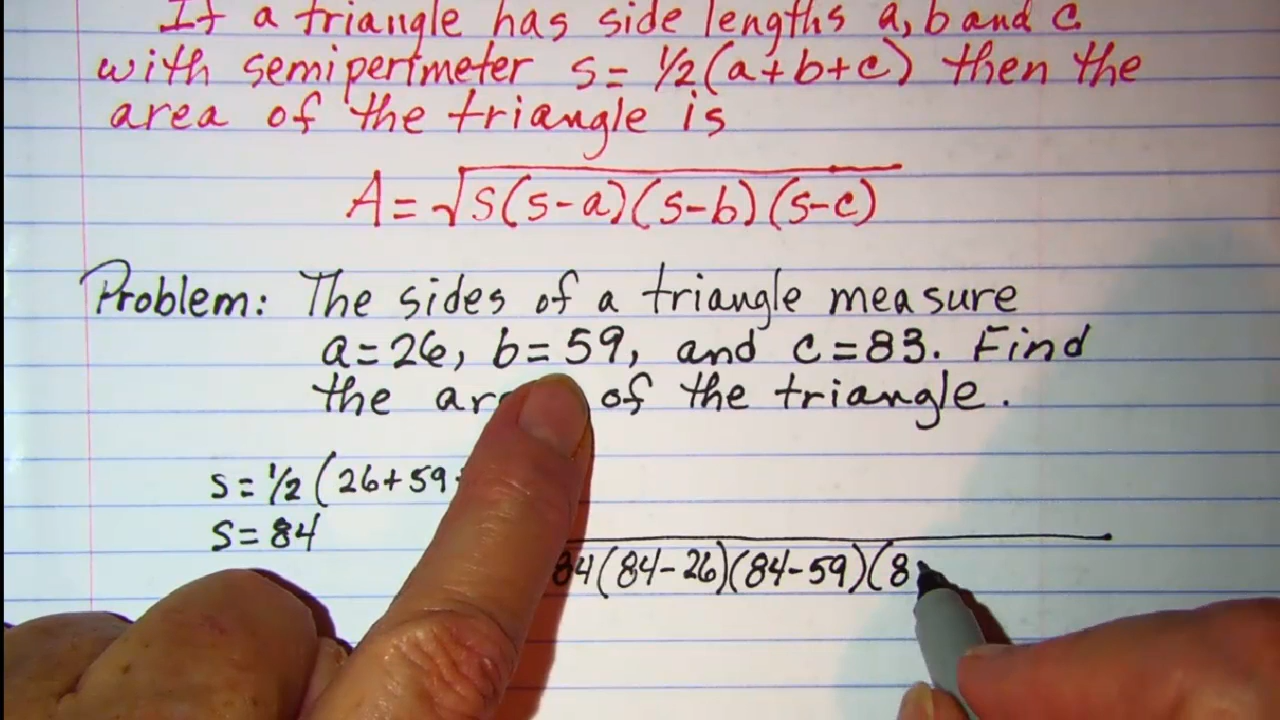 If a triangle has side lengths a, b and c
with semiperimeter s = 1/2 (a+b+c) then the
area of the triangle is
A = √s(s-a)(s-b)(s-c)
Problem: The sides of a triangle measure
a = 26, b = 59, and c = 83. Find
the of the triangle.
s = 1/2 (26+59
s = 84
84(84-26)(84-59)(8